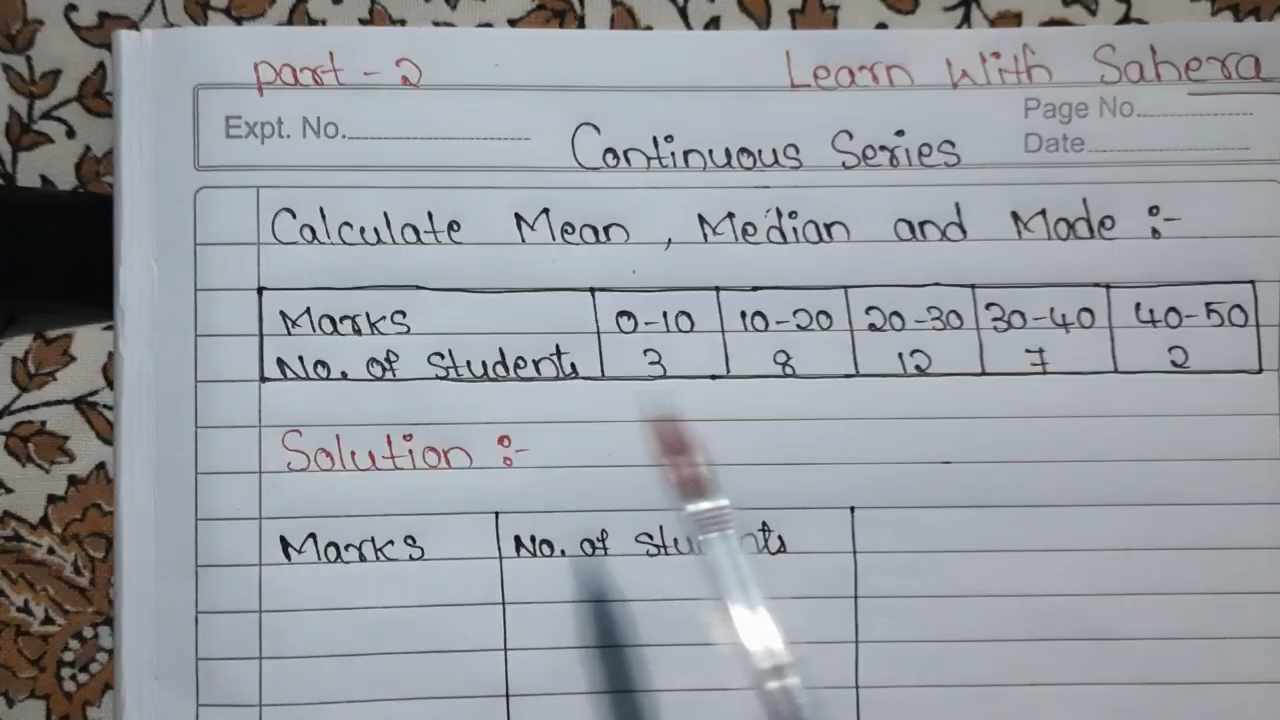 part - 2 Learn With Sahera
Expt. No. Page No.
Continuous Series
Date
Calculate Mean, Median and Mode :-
Marks 0-10 10-20 20-30 30-40 40-50
No. of Students 3 8 12 7 2
Solution :-
Marks No. of